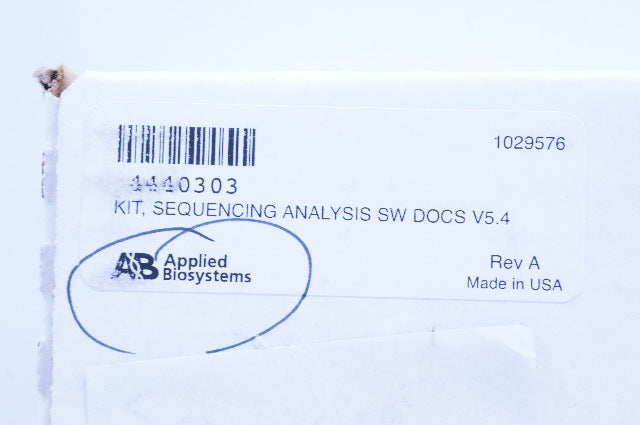 1029576
4440303
KIT, SEQUENCING ANALYSIS SW DOCS V5.4
AB Applied
Biosystems
Rev A
Made in USA